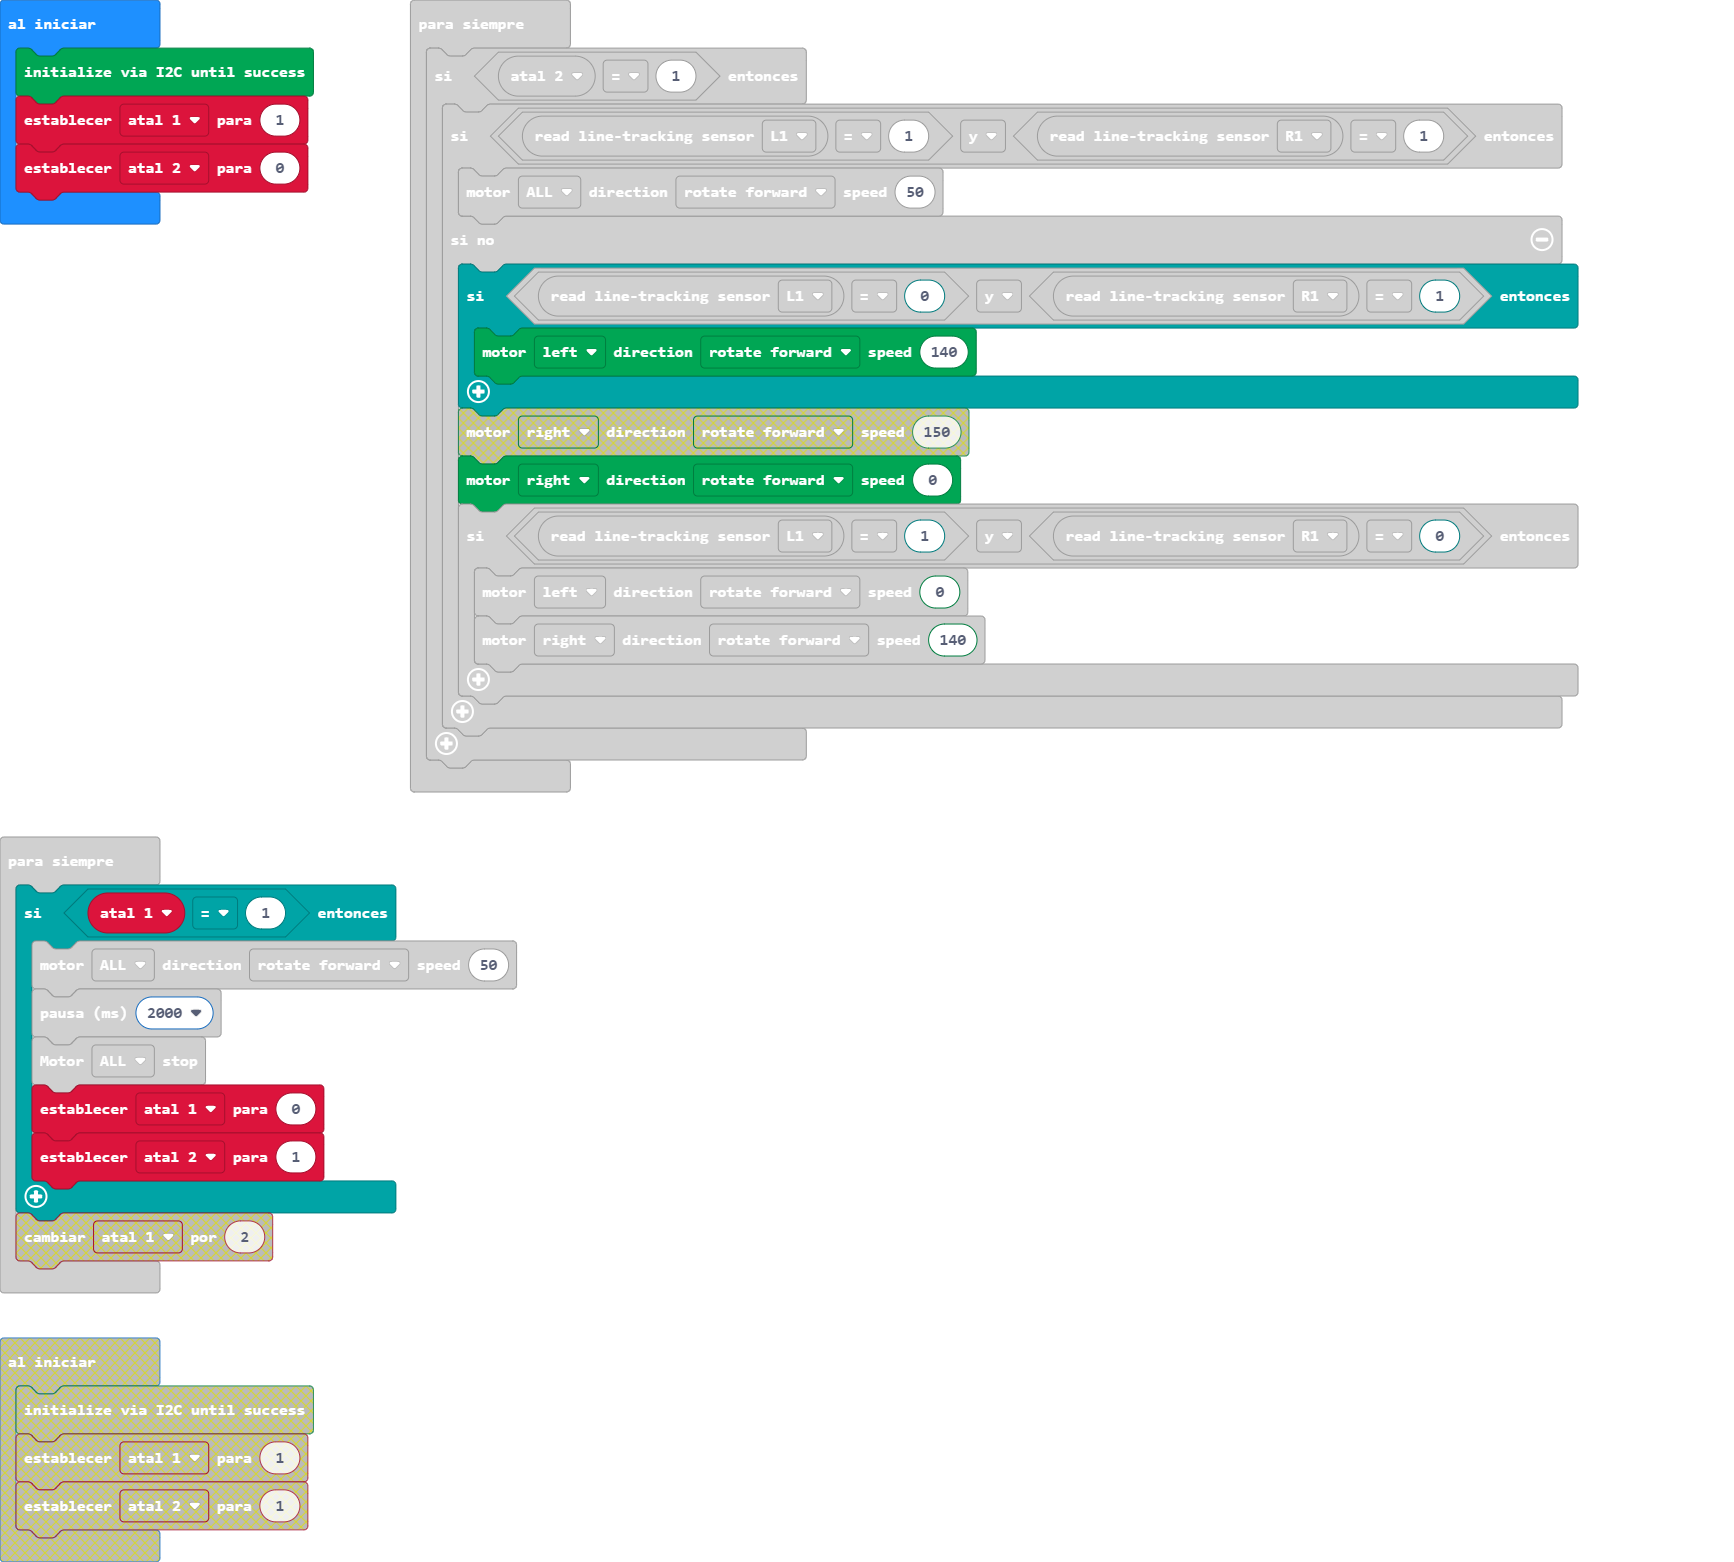 al iniciar
initialize via I2C until success
establecer atal 1 para 1
establecer atal 2 para 0
para siempre
si atal 2 = 1 entonces
si read line-tracking sensor L1 = 1 y read line-tracking sensor R1 = 1 entonces
motor ALL direction rotate forward speed 50
si no
si read line-tracking sensor L1 = 0 y read line-tracking sensor R1 = 1 entonces
motor left direction rotate forward speed 140
motor right direction rotate forward speed 150
motor right direction rotate forward speed 0
si read line-tracking sensor L1 = 1 y read line-tracking sensor R1 = 0 entonces
motor left direction rotate forward speed 0
motor right direction rotate forward speed 140
para siempre
si atal 1 = 1 entonces
motor ALL direction rotate forward speed 50
pausa (ms) 2000
Motor ALL stop
establecer atal 1 para 0
establecer atal 2 para 1
cambiar atal 1 por 2
al iniciar
initialize via I2C until success
establecer atal 1 para 1
establecer atal 2 para 1